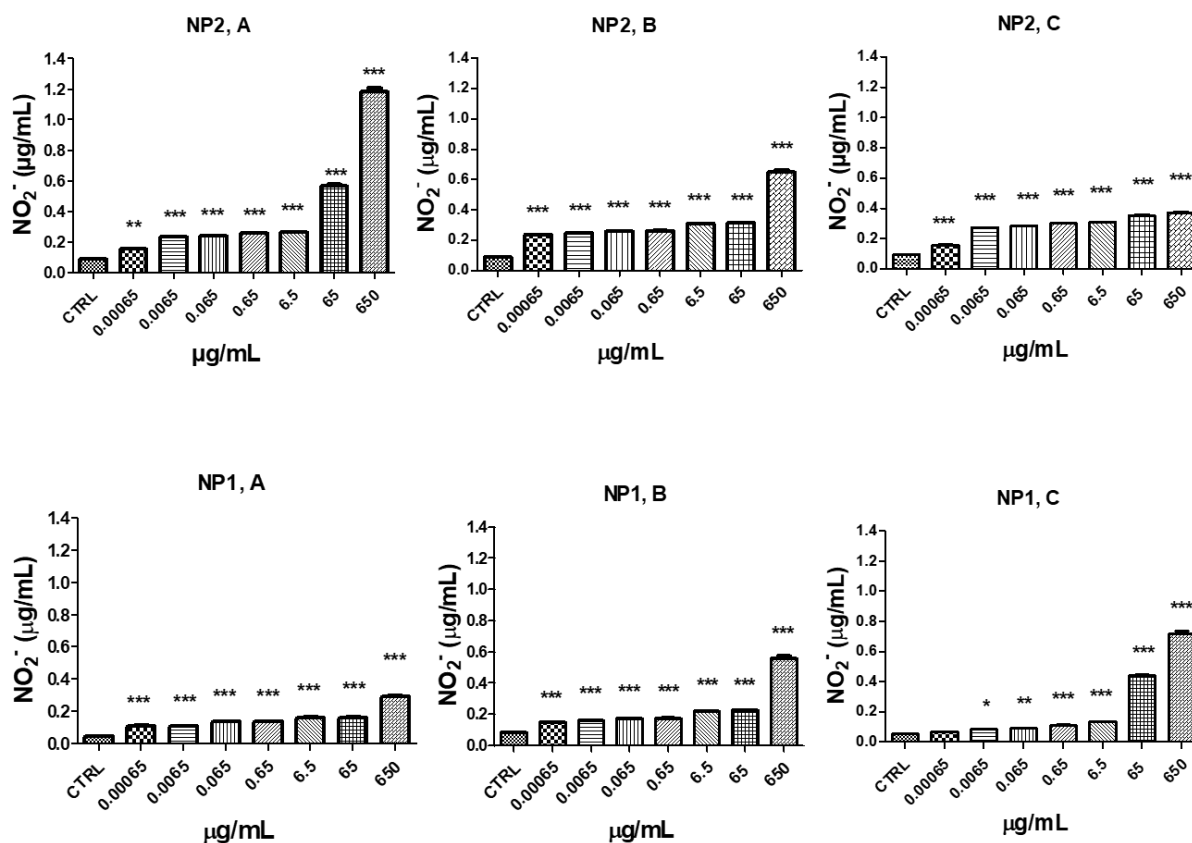 NP2, A
1.4
1.2
1.0
0.8
0.6
0.4
0.2
0.0
NO₂⁻ (µg/mL)
** *** *** *** *** *** ***
CTRL 0.00065 0.0065 0.065 0.65 6.5 65 650
µg/mL
NP2, B
1.4
1.2
1.0
0.8
0.6
0.4
0.2
0.0
NO₂⁻ (µg/mL)
*** *** *** *** *** *** ***
CTRL 0.00065 0.0065 0.065 0.65 6.5 65 650
µg/mL
NP2, C
1.4
1.2
1.0
0.8
0.6
0.4
0.2
0.0
NO₂⁻ (µg/mL)
*** *** *** *** *** *** ***
CTRL 0.00065 0.0065 0.065 0.65 6.5 65 650
µg/mL
NP1, A
1.4
1.2
1.0
0.8
0.6
0.4
0.2
0.0
NO₂⁻ (µg/mL)
*** *** *** *** *** *** ***
CTRL 0.00065 0.0065 0.065 0.65 6.5 65 650
µg/mL
NP1, B
1.4
1.2
1.0
0.8
0.6
0.4
0.2
0.0
NO₂⁻ (µg/mL)
*** *** *** *** *** *** ***
CTRL 0.00065 0.0065 0.065 0.65 6.5 65 650
µg/mL
NP1, C
1.4
1.2
1.0
0.8
0.6
0.4
0.2
0.0
NO₂⁻ (µg/mL)
* ** *** *** *** ***
CTRL 0.00065 0.0065 0.065 0.65 6.5 65 650
µg/mL